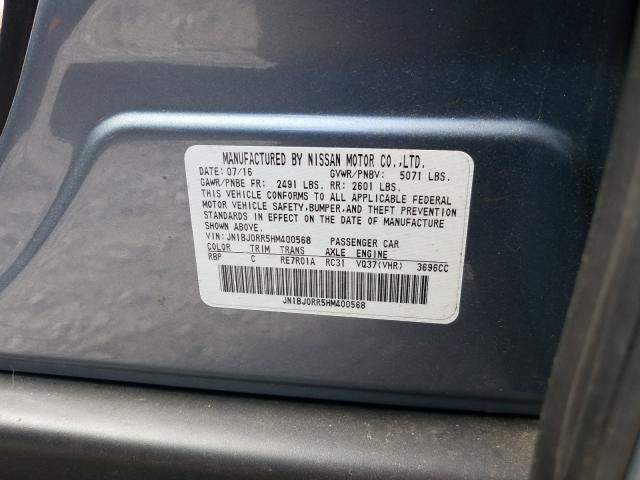 MANUFACTURED BY NISSAN MOTOR CO.,LTD.
DATE: 07/16 GVWR/PNBV: 5071 LBS.
GAWR/PNBE FR: 2491 LBS. RR: 2601 LBS.
THIS VEHICLE CONFORMS TO ALL APPLICABLE FEDERAL
MOTOR VEHICLE SAFETY, BUMPER, AND THEFT PREVENTION
STANDARDS IN EFFECT ON THE DATE OF MANUFACTURE
SHOWN ABOVE.
VIN: JN1BJ0RR5HM400568 PASSENGER CAR
COLOR TRIM TRANS AXLE ENGINE
RBP C RE7R01A RC31 VQ37(VHR) 3696CC
JN1BJ0RR5HM400568